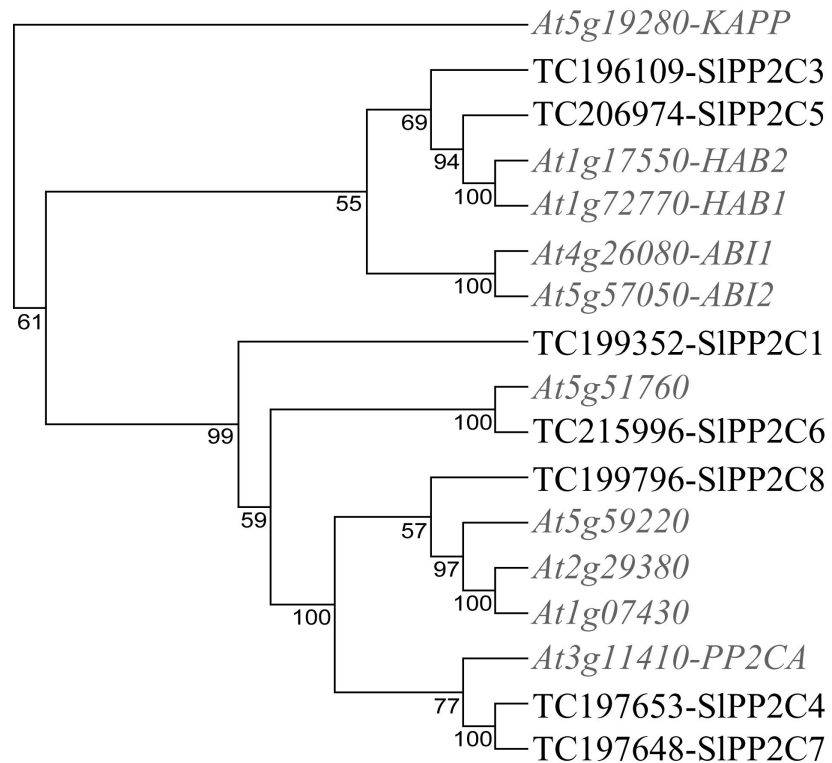 At5g19280-KAPP
TC196109-SlPP2C3
69
TC206974-SlPP2C5
94
At1g17550-HAB2
100
At1g72770-HAB1
55
At4g26080-ABI1
100
At5g57050-ABI2
61
TC199352-SlPP2C1
99
At5g51760
100
TC215996-SlPP2C6
59
TC199796-SlPP2C8
57
At5g59220
97
At2g29380
100
At1g07430
100
At3g11410-PP2CA
77
TC197653-SlPP2C4
100
TC197648-SlPP2C7